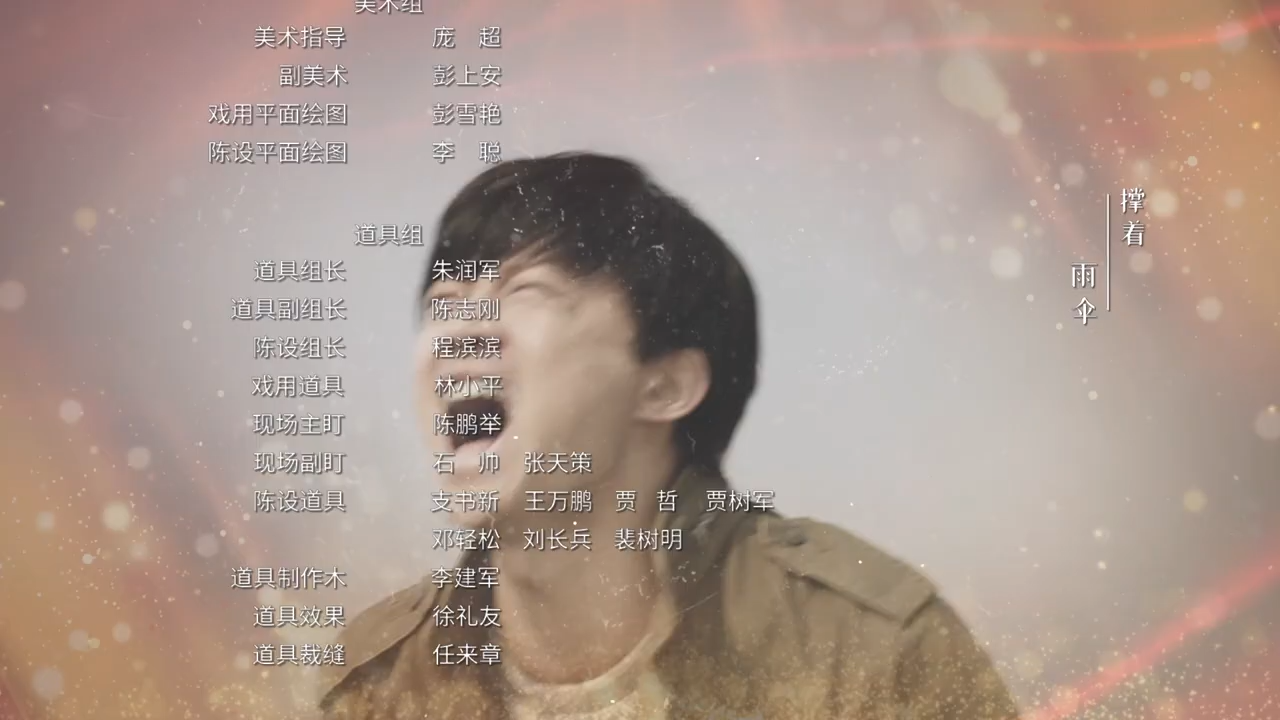 美术组
美术指导 庞 超
副美术 彭上安
戏用平面绘图 彭雪艳
陈设平面绘图 李 聪
道具组
道具组长 朱润军
道具副组长 陈志刚
陈设组长 程滨滨
戏用道具 林小平
现场主盯 陈鹏举
现场副盯 石 帅 张天策
陈设道具 支书新 王万鹏 贾 哲 贾树军
邓轻松 刘长兵 裴树明
道具制作木 李建军
道具效果 徐礼友
道具裁缝 任来章
撑着
雨伞